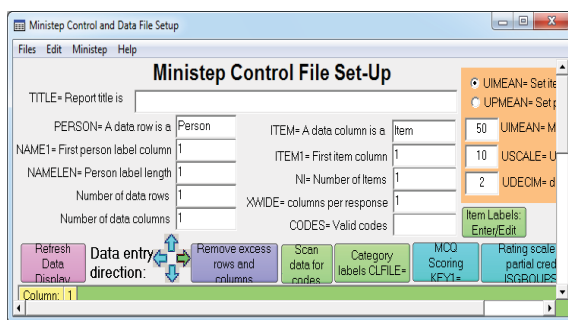 Ministep Control and Data File Setup
Files Edit Ministep Help
Ministep Control File Set-Up
TITLE= Report title is
PERSON= A data row is a Person
NAME1= First person label column 1
NAMELEN= Person label length 1
Number of data rows 1
Number of data columns 1
ITEM= A data column is a Item
ITEM1= First item column 1
NI= Number of Items 1
XWIDE= columns per response 1
CODES= Valid codes
UIMEAN= Set ite
UPMEAN= Set p
50 UIMEAN= M
10 USCALE= U
2 UDECIM= d
Item Labels:
Enter/Edit
Refresh
Data
Display
Data entry
direction:
Remove excess
rows and
columns
Scan
data for
codes
Category
labels CLFILE=
MCQ
Scoring
KEY1=
Rating scale
partial cred
ISGROUPS
Column: 1